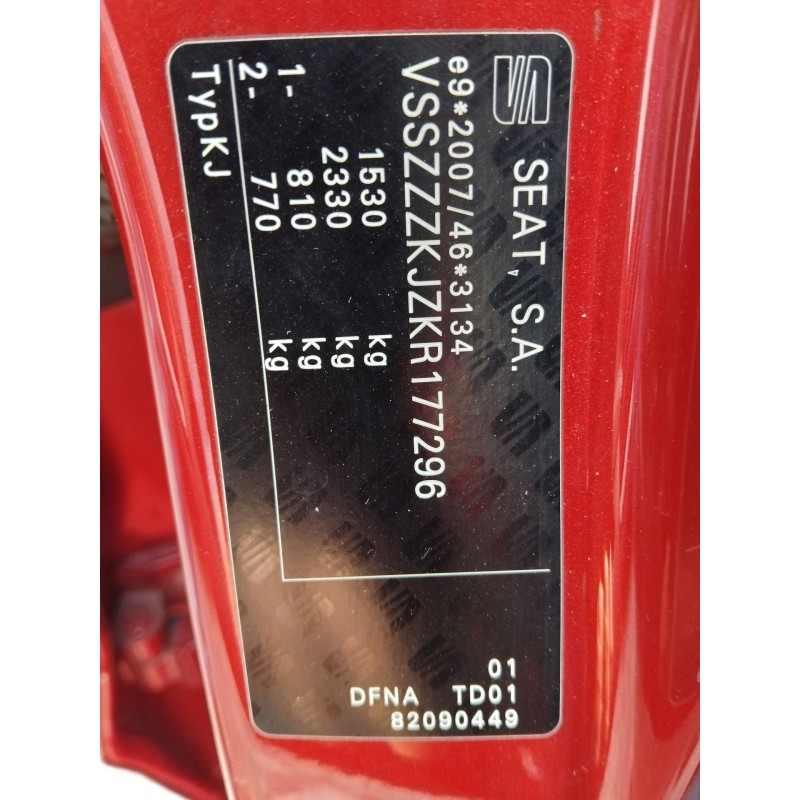 SEAT, S.A.
e9*2007/46*3134
VSSZZZKJZKR177296
1530 kg
2330 kg
1- 810 kg
2- 770 kg
TypKJ
01
DFNA TD01
82090449